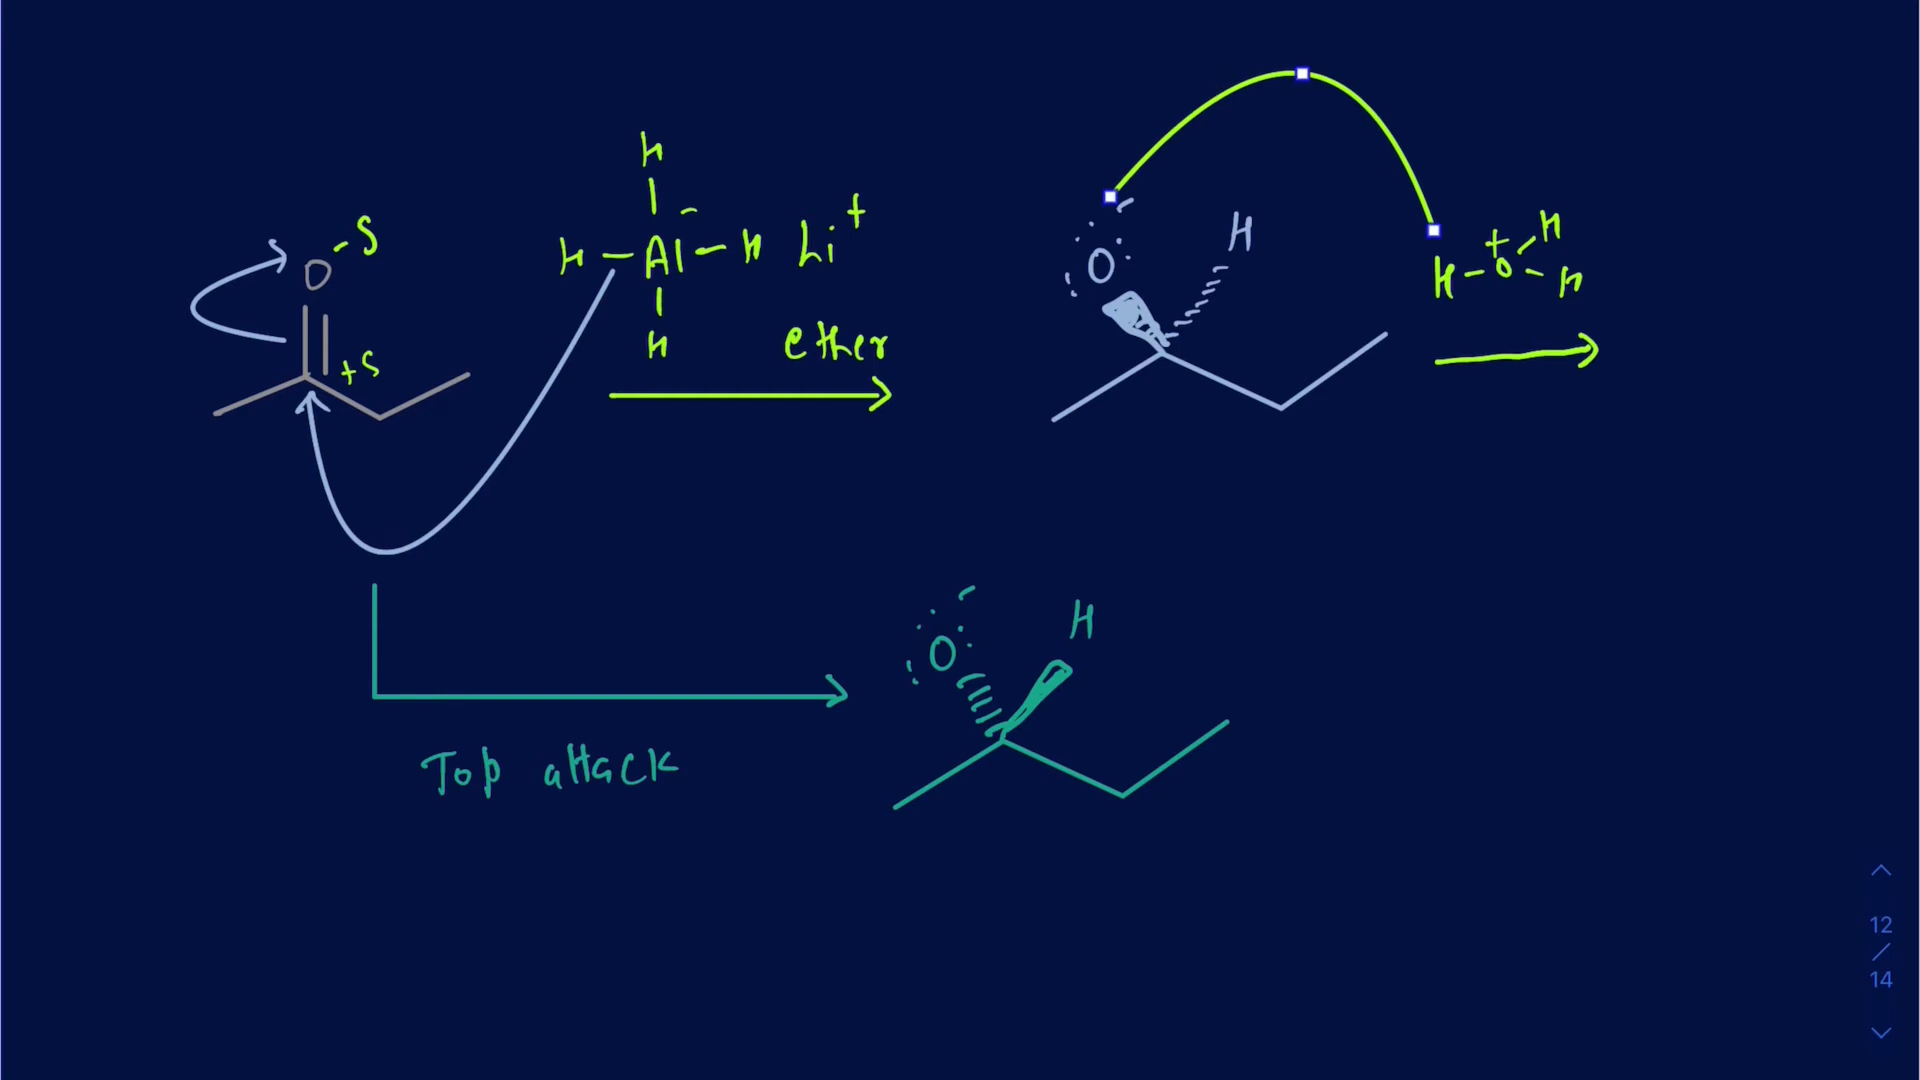 H
O -S
H - Al - H Li+
-
H
ether
+S
O
-
H
+
H - O - H
H
Top attack
O
-
H
12
/
14